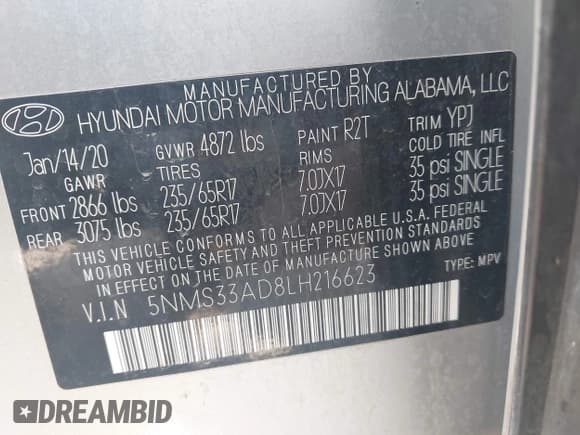 MANUFACTURED BY
HYUNDAI MOTOR MANUFACTURING ALABAMA, LLC
Jan/14/20 GVWR 4872 lbs PAINT R2T TRIM YPJ
GAWR TIRES RIMS COLD TIRE INFL
FRONT 2866 lbs 235/65R17 7.0JX17 35 psi SINGLE
REAR 3075 lbs 235/65R17 7.0JX17 35 psi SINGLE
THIS VEHICLE CONFORMS TO ALL APPLICABLE U.S.A. FEDERAL
MOTOR VEHICLE SAFETY AND THEFT PREVENTION STANDARDS
IN EFFECT ON THE DATE OF MANUFACTURE SHOWN ABOVE.
V.I.N 5NMS33AD8LH216623 TYPE: MPV
DREAMBID